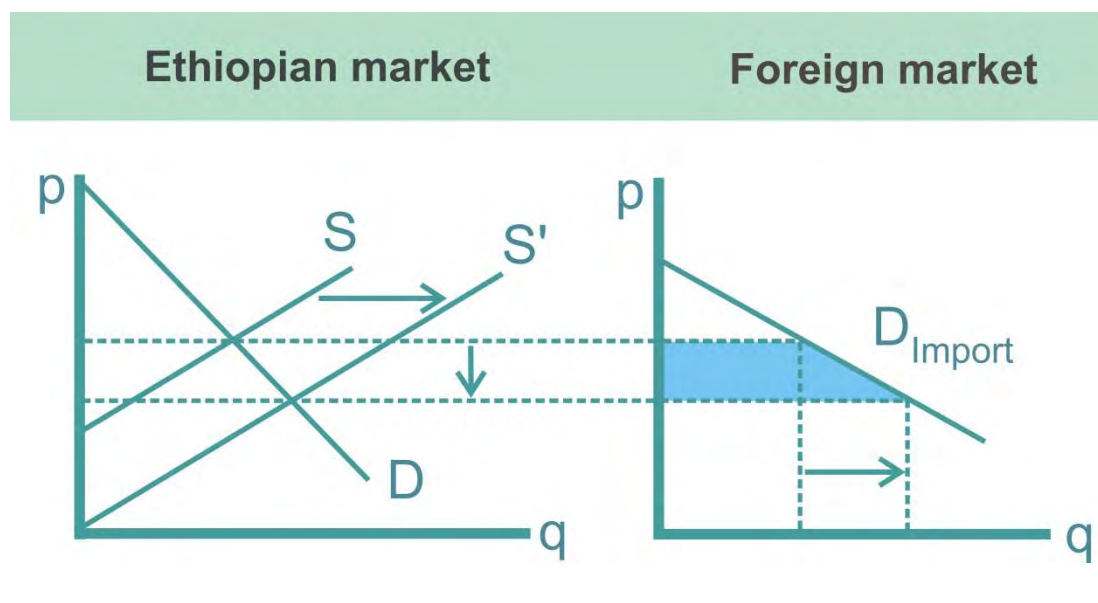 Ethiopian market
Foreign market
p
S
S'
D
q
p
D Import
q